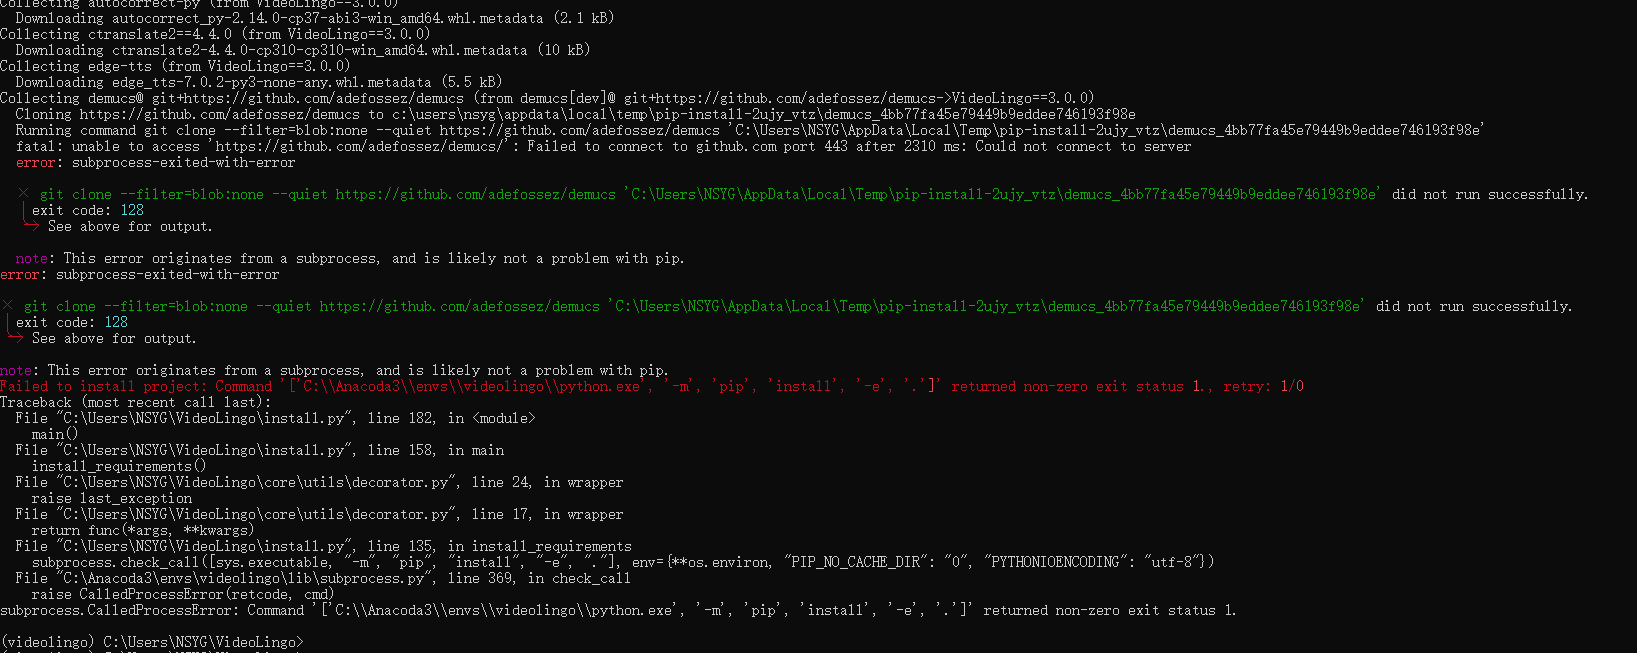 Collecting autocorrect-py (from VideoLingo==3.0.0)
Downloading autocorrect_py-2.14.0-cp37-abi3-win_amd64.whl.metadata (2.1 kB)
Collecting ctranslate2==4.4.0 (from VideoLingo==3.0.0)
Downloading ctranslate2-4.4.0-cp310-cp310-win_amd64.whl.metadata (10 kB)
Collecting edge-tts (from VideoLingo==3.0.0)
Downloading edge_tts-7.0.2-py3-none-any.whl.metadata (5.5 kB)
Collecting demucs@ git+https://github.com/adefossez/demucs (from demucs[dev]@ git+https://github.com/adefossez/demucs->VideoLingo==3.0.0)
Cloning https://github.com/adefossez/demucs to c:\users\nsyg\appdata\local\temp\pip-install-2ujy_vtz\demucs_4bb77fa45e79449b9eddee746193f98e
Running command git clone --filter=blob:none --quiet https://github.com/adefossez/demucs 'C:\Users\NSYG\AppData\Local\Temp\pip-install-2ujy_vtz\demucs_4bb77fa45e79449b9eddee746193f98e'
fatal: unable to access 'https://github.com/adefossez/demucs/': Failed to connect to github.com port 443 after 2310 ms: Could not connect to server
error: subprocess-exited-with-error
× git clone --filter=blob:none --quiet https://github.com/adefossez/demucs 'C:\Users\NSYG\AppData\Local\Temp\pip-install-2ujy_vtz\demucs_4bb77fa45e79449b9eddee746193f98e' did not run successfully.
│ exit code: 128
╰─> See above for output.
note: This error originates from a subprocess, and is likely not a problem with pip.
error: subprocess-exited-with-error
× git clone --filter=blob:none --quiet https://github.com/adefossez/demucs 'C:\Users\NSYG\AppData\Local\Temp\pip-install-2ujy_vtz\demucs_4bb77fa45e79449b9eddee746193f98e' did not run successfully.
│ exit code: 128
╰─> See above for output.
note: This error originates from a subprocess, and is likely not a problem with pip.
Failed to install project: Command '['C:\\Anacoda3\\envs\\videolingo\\python.exe', '-m', 'pip', 'install', '-e', '.']' returned non-zero exit status 1., retry: 1/0
Traceback (most recent call last):
File "C:\Users\NSYG\VideoLingo\install.py", line 182, in <module>
main()
File "C:\Users\NSYG\VideoLingo\install.py", line 158, in main
install_requirements()
File "C:\Users\NSYG\VideoLingo\core\utils\decorator.py", line 24, in wrapper
raise last_exception
File "C:\Users\NSYG\VideoLingo\core\utils\decorator.py", line 17, in wrapper
return func(*args, **kwargs)
File "C:\Users\NSYG\VideoLingo\install.py", line 135, in install_requirements
subprocess.check_call([sys.executable, "-m", "pip", "install", "-e", "."], env={**os.environ, "PIP_NO_CACHE_DIR": "0", "PYTHONIOENCODING": "utf-8"})
File "C:\Anacoda3\envs\videolingo\lib\subprocess.py", line 369, in check_call
raise CalledProcessError(retcode, cmd)
subprocess.CalledProcessError: Command '['C:\\Anacoda3\\envs\\videolingo\\python.exe', '-m', 'pip', 'install', '-e', '.']' returned non-zero exit status 1.
(videolingo) C:\Users\NSYG\VideoLingo>